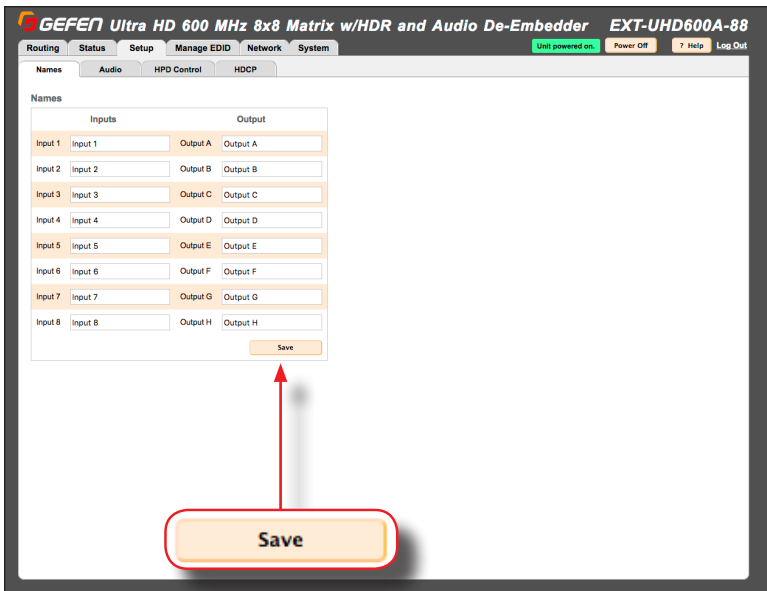 GEFEN Ultra HD 600 MHz 8x8 Matrix w/HDR and Audio De-Embedder EXT-UHD600A-88
Routing Status Setup Manage EDID Network System Unit powered on. Power Off ? Help Log Out
Names Audio HPD Control HDCP
Names
Inputs Output
Input 1 Input 1 Output A Output A
Input 2 Input 2 Output B Output B
Input 3 Input 3 Output C Output C
Input 4 Input 4 Output D Output D
Input 5 Input 5 Output E Output E
Input 6 Input 6 Output F Output F
Input 7 Input 7 Output G Output G
Input 8 Input 8 Output H Output H
Save
Save